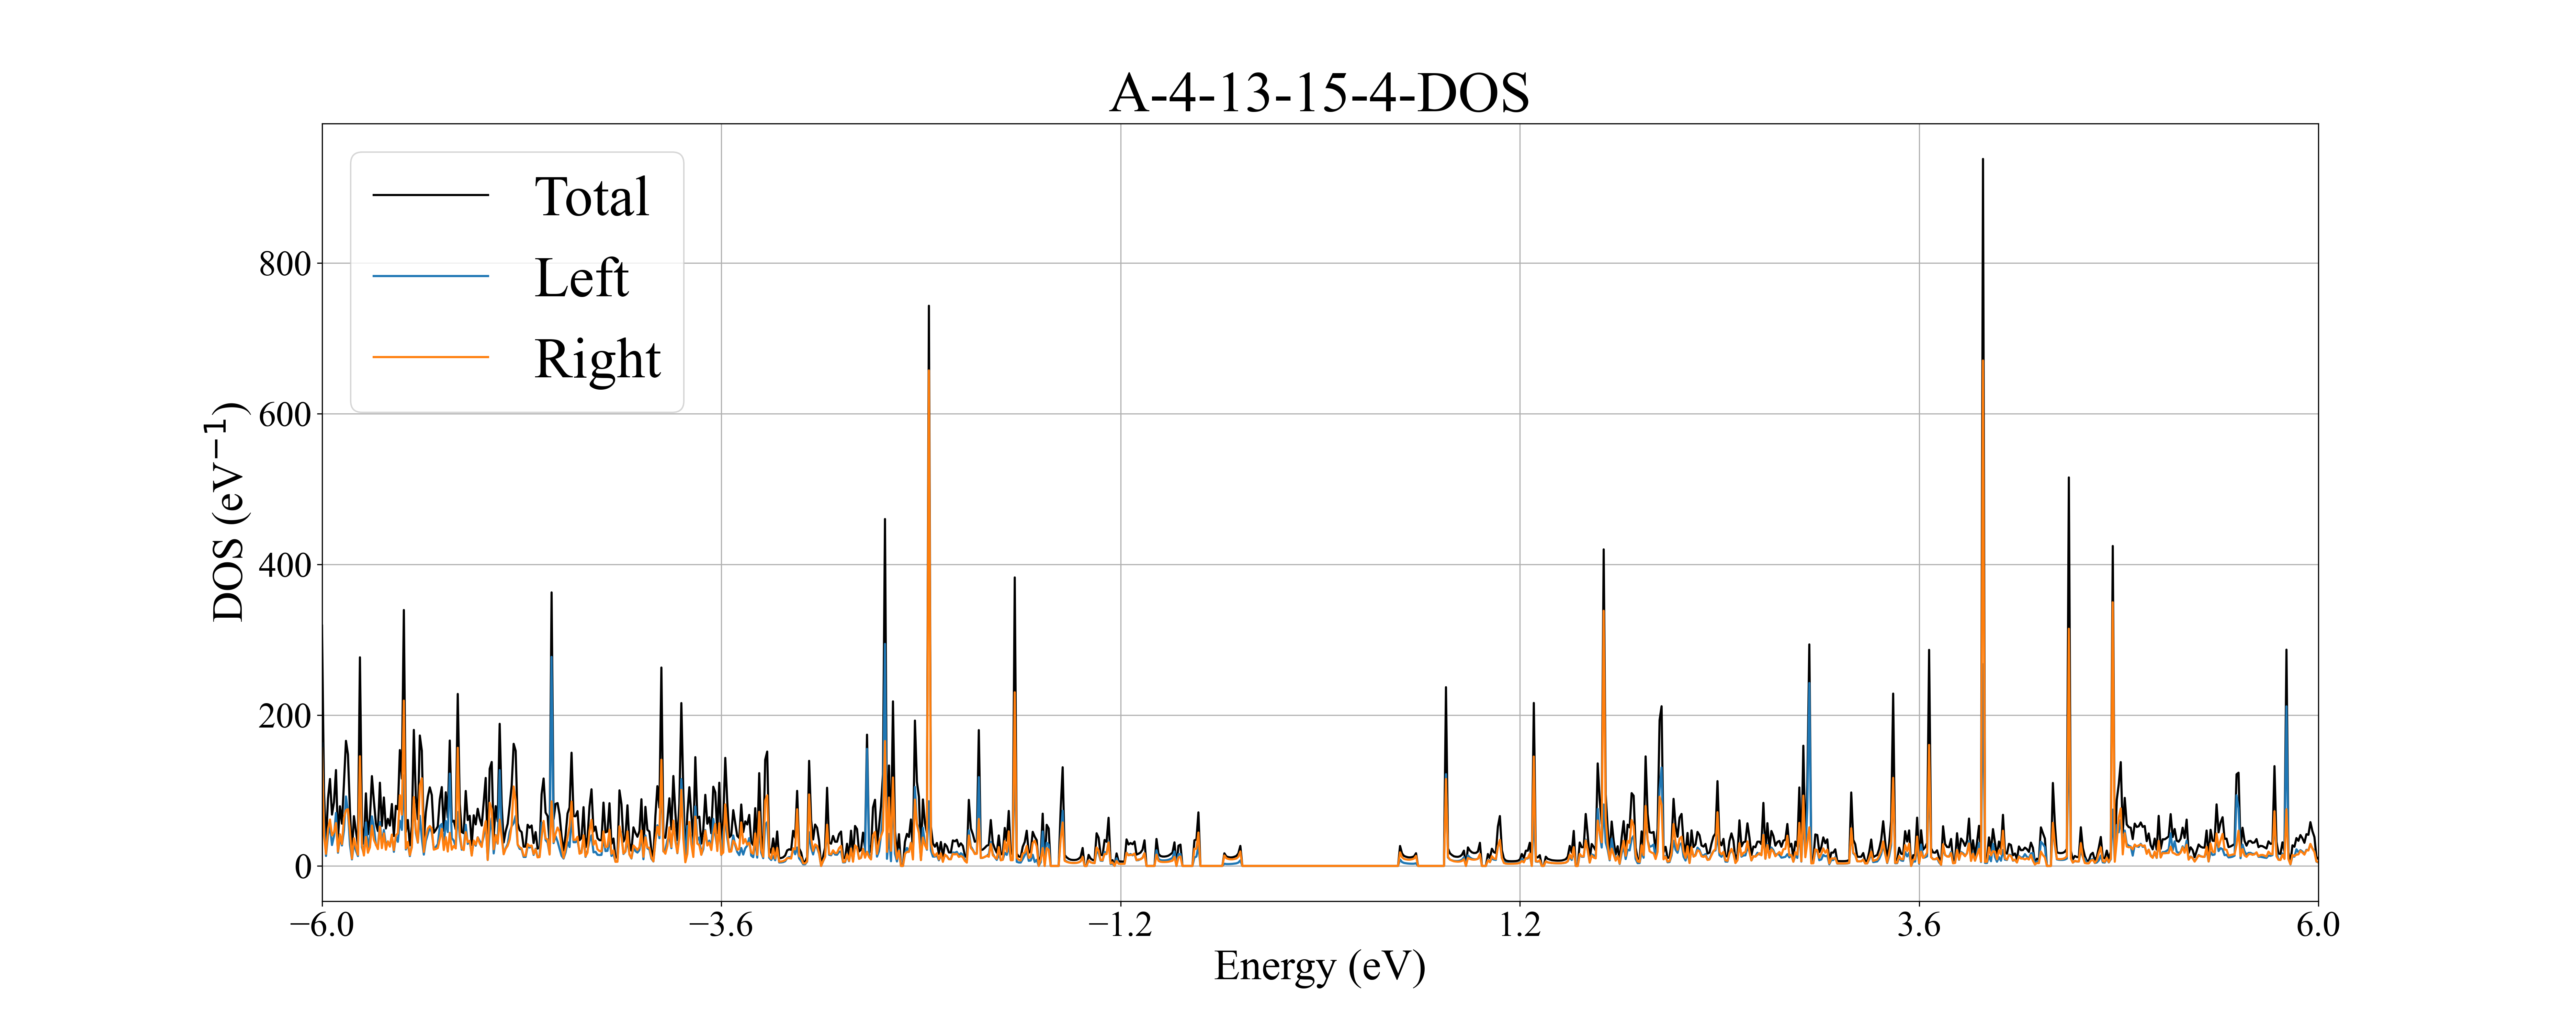 A-4-13-15-4-DOS
Total
Left
Right
DOS (eV⁻¹)
800
600
400
200
0
−6.0
−3.6
−1.2
1.2
3.6
6.0
Energy (eV)